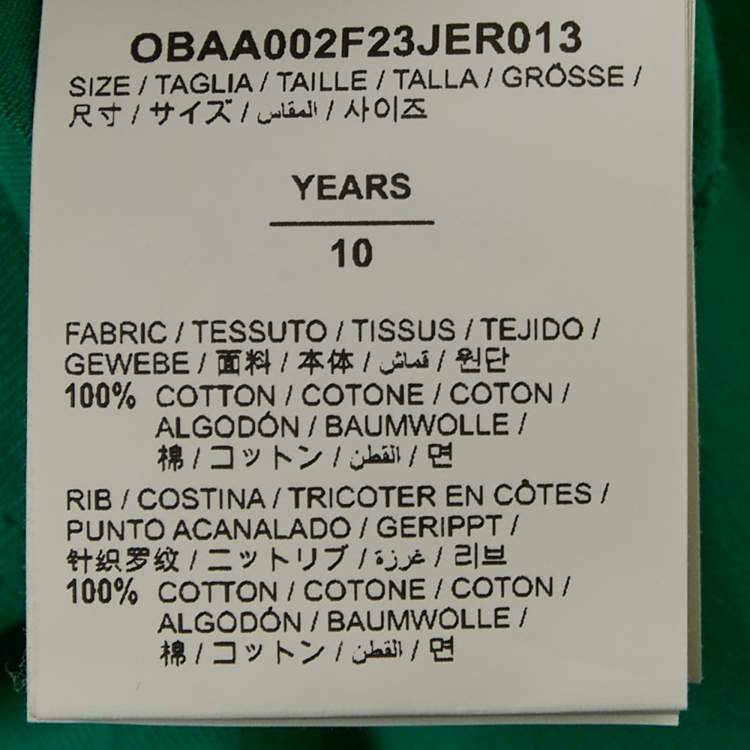 OBAA002F23JER013
SIZE / TAGLIA / TAILLE / TALLA / GRÖSSE /
尺寸 / サイズ / المقاس / 사이즈
YEARS
10
FABRIC / TESSUTO / TISSUS / TEJIDO /
GEWEBE / 面料 / 本体 / قماش / 원단
100% COTTON / COTONE / COTON /
ALGODÓN / BAUMWOLLE /
棉 / コットン / القطن / 면
RIB / COSTINA / TRICOTER EN CÔTES /
PUNTO ACANALADO / GERIPPT /
针织罗纹 / ニットリブ / غرزة / 리브
100% COTTON / COTONE / COTON /
ALGODÓN / BAUMWOLLE /
棉 / コットン / القطن / 면